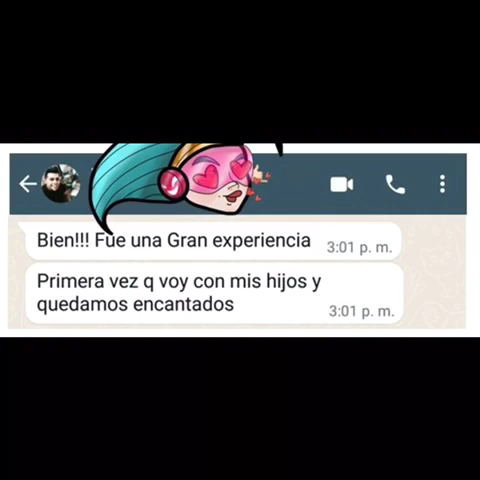 Bien!!! Fue una Gran experiencia
3:01 p. m.
Primera vez q voy con mis hijos y
quedamos encantados
3:01 p. m.